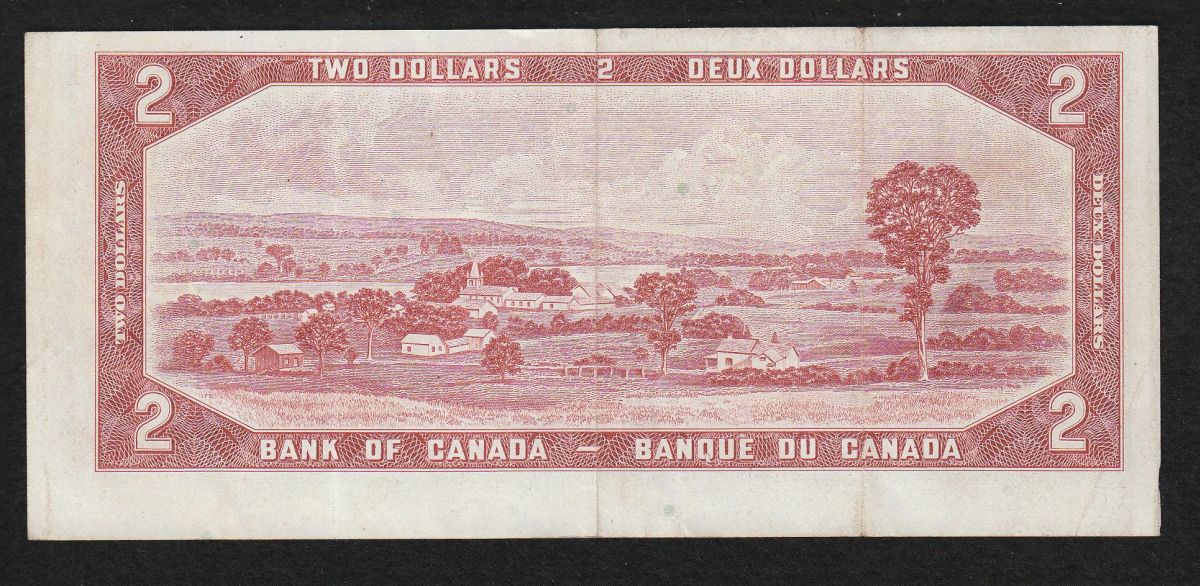 TWO DOLLARS 2 DEUX DOLLARS
2
2
TWO DOLLARS
DEUX DOLLARS
2
2
BANK OF CANADA — BANQUE DU CANADA